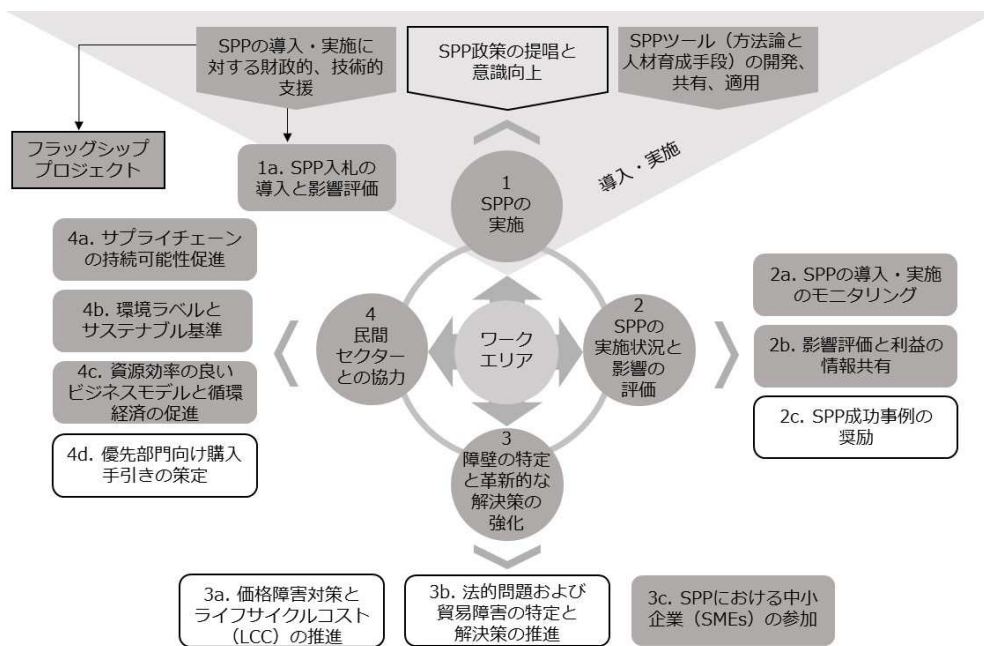 SPPの導入・実施に
対する財政的、技術的
支援
SPP政策の提唱と
意識向上
SPPツール（方法論と
人材育成手段）の開発、
共有、適用
フラッグシップ
プロジェクト
1a. SPP入札の
導入と影響評価
導入・実施
1
SPPの
実施
4a. サプライチェーン
の持続可能性促進
4b. 環境ラベルと
サステナブル基準
4c. 資源効率の良い
ビジネスモデルと循環
経済の促進
4d. 優先部門向け購入
手引きの策定
4
民間
セクター
との協力
ワーク
エリア
2
SPPの
実施状況と
影響の
評価
2a. SPPの導入・実施
のモニタリング
2b. 影響評価と利益の
情報共有
2c. SPP成功事例の
奨励
3
障壁の特定
と革新的な
解決策の
強化
3a. 価格障害対策と
ライフサイクルコスト
（LCC）の推進
3b. 法的問題および
貿易障害の特定と
解決策の推進
3c. SPPにおける中小
企業（SMEs）の参加